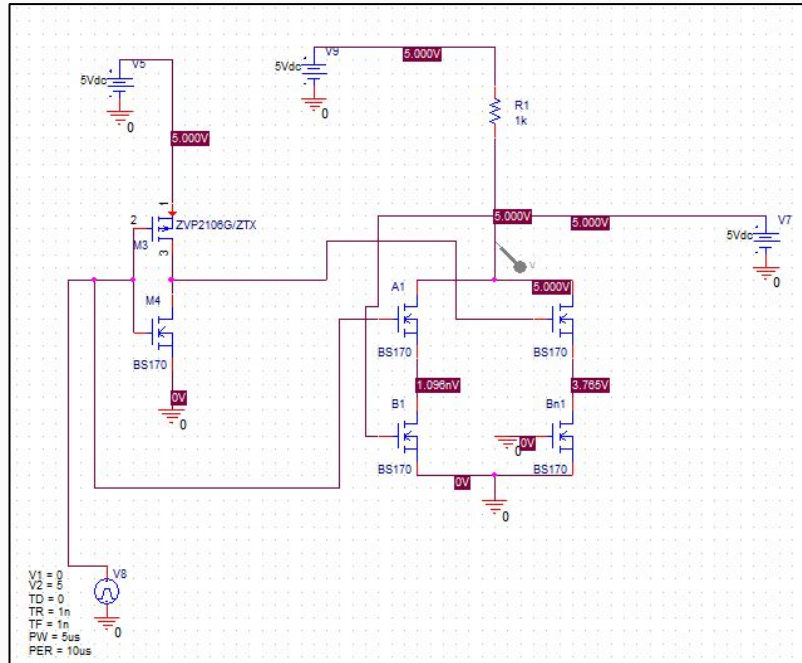 V5
5Vdc
0
5.000V
V9
5Vdc
0
5.000V
R1
1k
1
2
ZVP2106G/ZTX
M3
3
M4
BS170
0V
0
5.000V
5.000V
V7
5Vdc
0
V
A1
5.000V
BS170
BS170
1.096nV
3.765V
B1
Bn1
0
0V
BS170
BS170
0V
0
V1 = 0
V2 = 5
TD = 0
TR = 1n
TF = 1n
PW = 5us
PER = 10us
V8
0